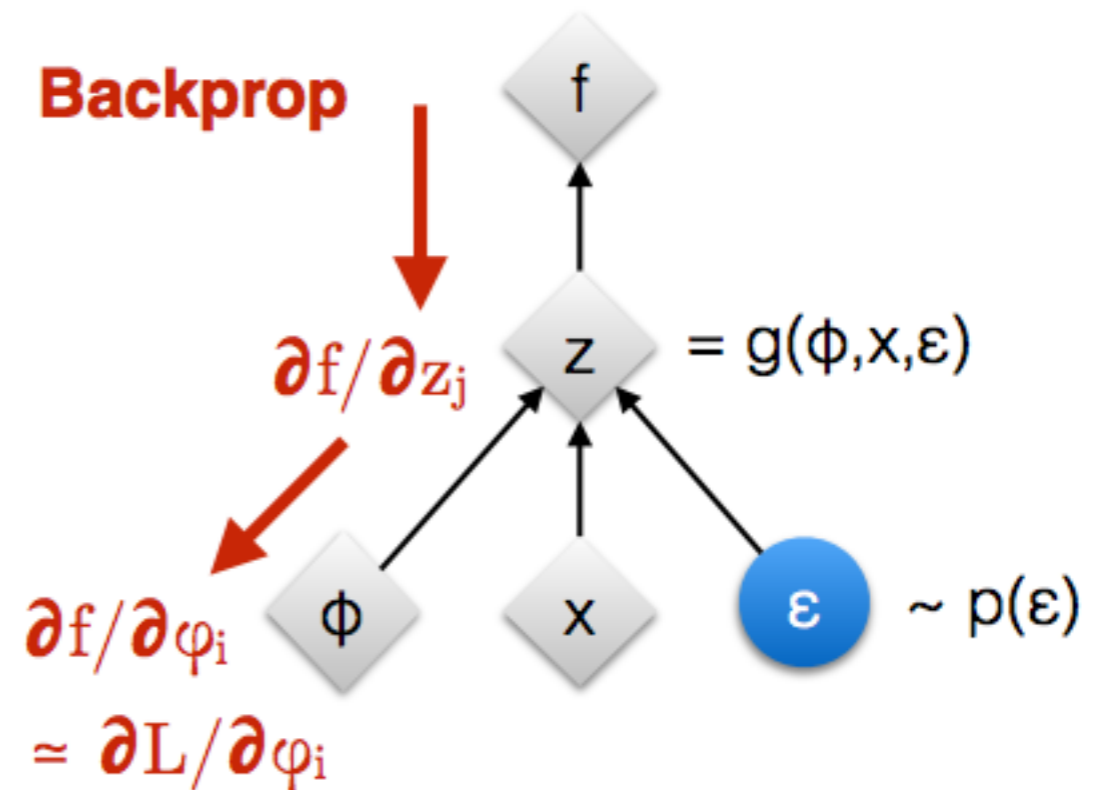 Backprop
f
∂f/∂zj
z
= g(ϕ,x,ε)
∂f/∂φi
≃ ∂L/∂φi
ϕ
x
ε
~ p(ε)